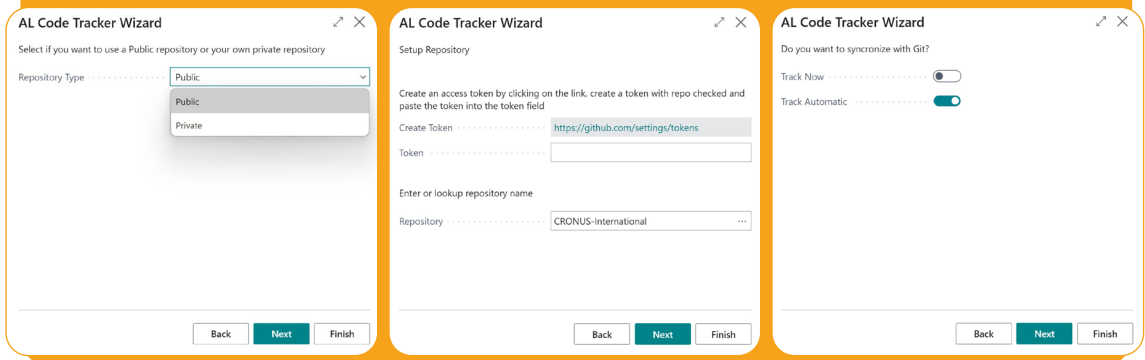 AL Code Tracker Wizard
Select if you want to use a Public repository or your own private repository
Repository Type
Public
Public
Private
Back
Next
Finish
AL Code Tracker Wizard
Setup Repository
Create an access token by clicking on the link, create a token with repo checked and
paste the token into the token field
Create Token
https://github.com/settings/tokens
Token
Enter or lookup repository name
Repository
CRONUS-International
...
Back
Next
Finish
AL Code Tracker Wizard
Do you want to syncronize with Git?
Track Now
Track Automatic
Back
Next
Finish